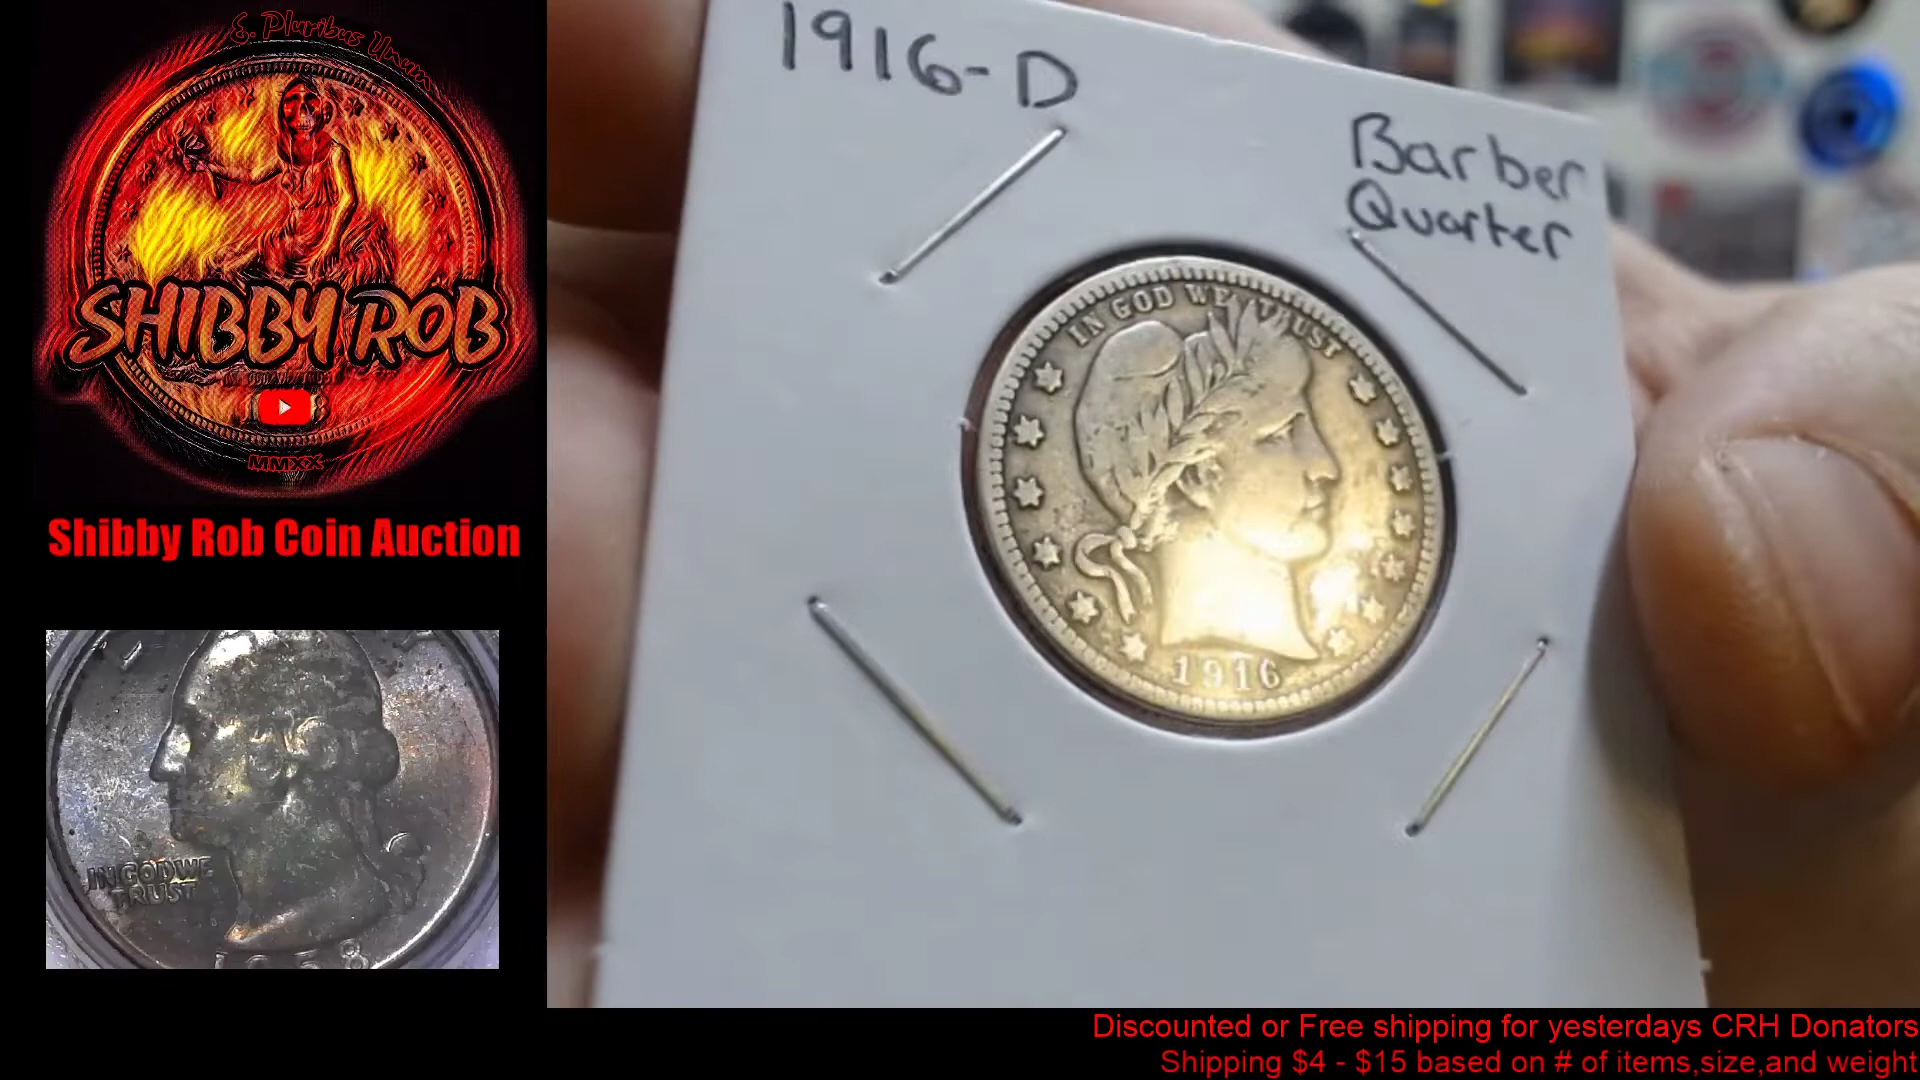 E. Pluribus Unum
SHIBBY ROB
MMXX
Shibby Rob Coin Auction
IN GOD WE
TRUST
1958
1916-D
Barber
Quarter
IN GOD WE TRUST
1916
Discounted or Free shipping for yesterdays CRH Donators
Shipping $4 - $15 based on # of items,size,and weight